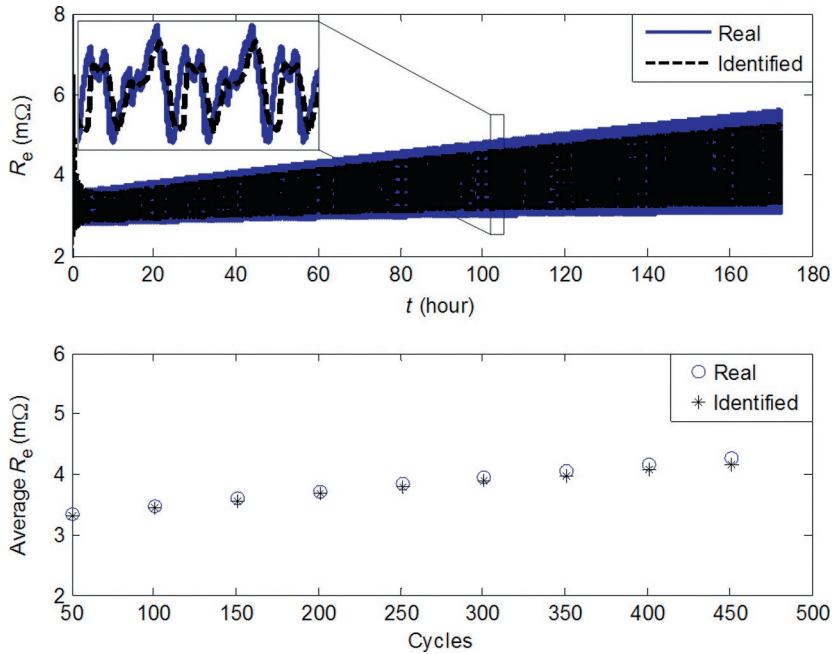 8
6
4
2
R_e (mΩ)
Real
Identified
0 20 40 60 80 100 120 140 160 180
t (hour)
6
5
4
3
2
Average R_e (mΩ)
Real
Identified
50 100 150 200 250 300 350 400 450 500
Cycles